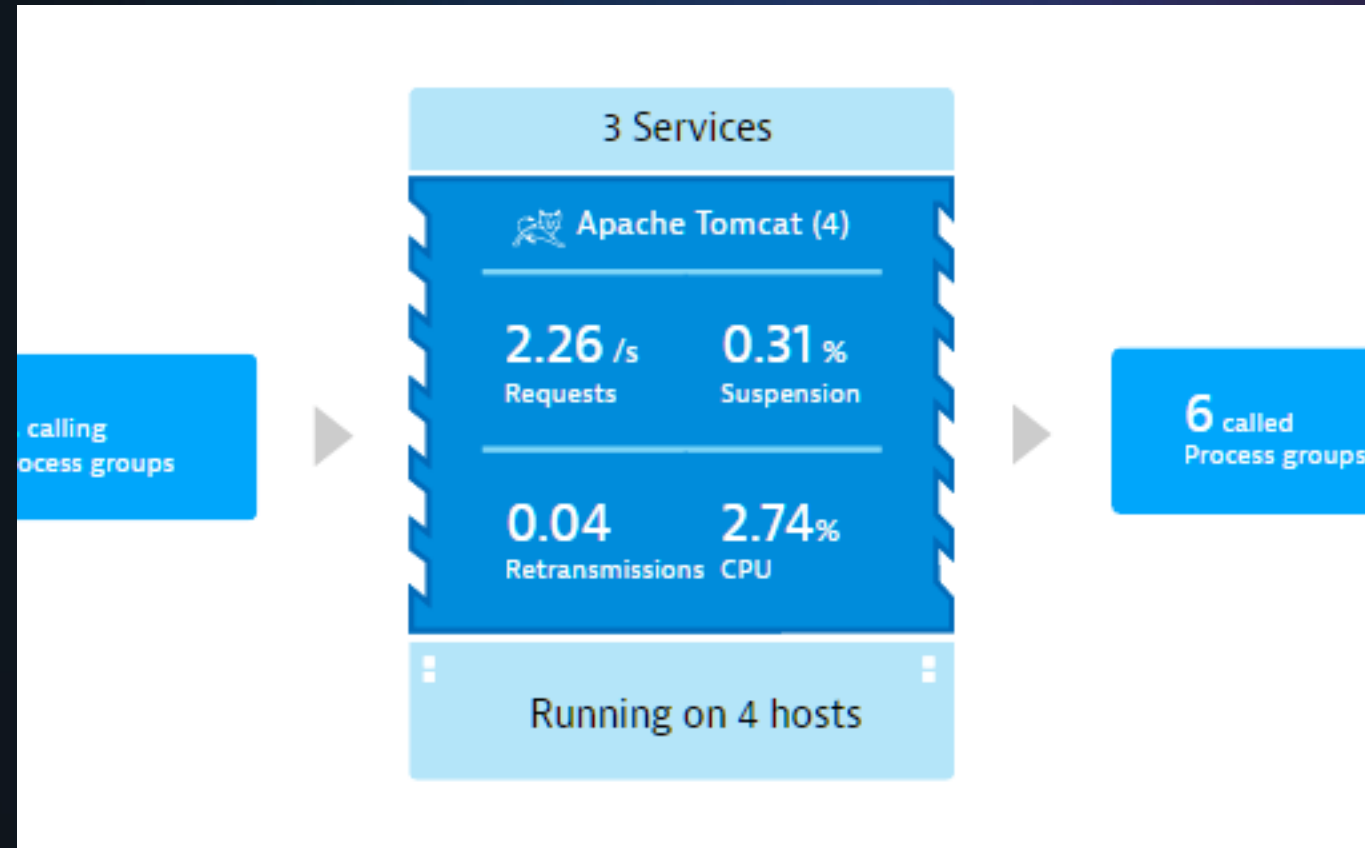 3 Services
Apache Tomcat (4)
2.26 /s
Requests
0.31 %
Suspension
0.04
Retransmissions
2.74%
CPU
Running on 4 hosts
calling
groups
6 called
Process groups